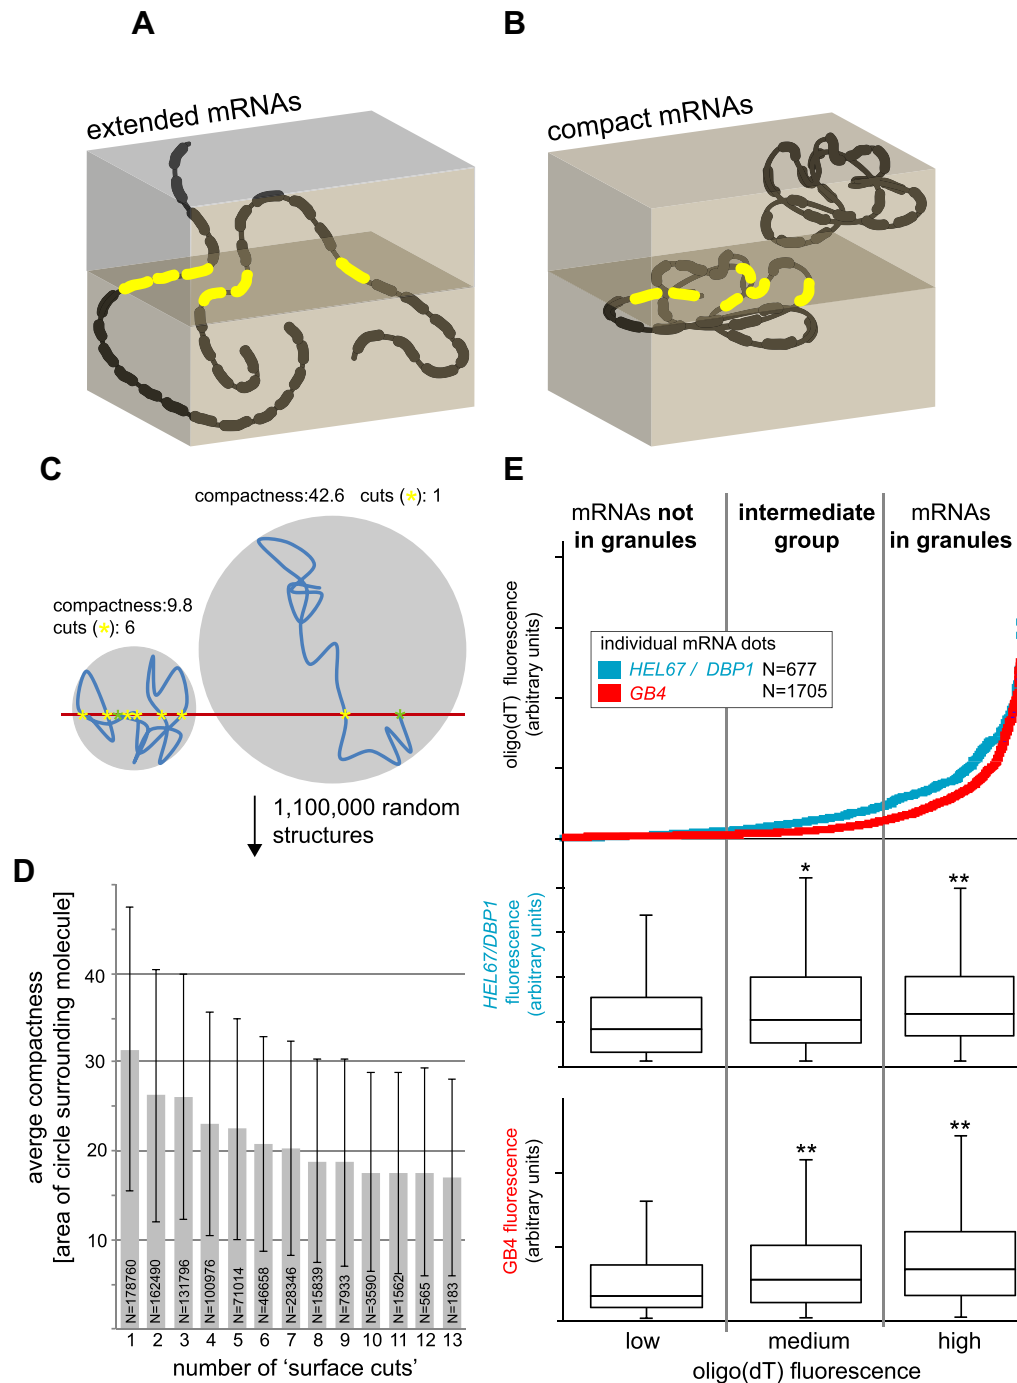 A
extended mRNAs
B
compact mRNAs
C
compactness:42.6 cuts (*): 1
compactness:9.8
cuts (*): 6
1,100,000 random
structures
D
averge compactness
[area of circle surrounding molecule]
40
30
20
10
N=178760
N=162490
N=131796
N=100976
N=71014
N=46658
N=28346
N=15839
N=7933
N=3590
N=1562
N=565
N=183
1 2 3 4 5 6 7 8 9 10 11 12 13
number of ‘surface cuts’
E
mRNAs not
in granules
intermediate
group
mRNAs
in granules
oligo(dT) fluorescence
(arbitrary units)
individual mRNA dots
HEL67 / DBP1 N=677
GB4 N=1705
HEL67/DBP1
fluorescence
(arbitrary units)
*
**
GB4 fluorescence
(arbitrary units)
**
**
low medium high
oligo(dT) fluorescence